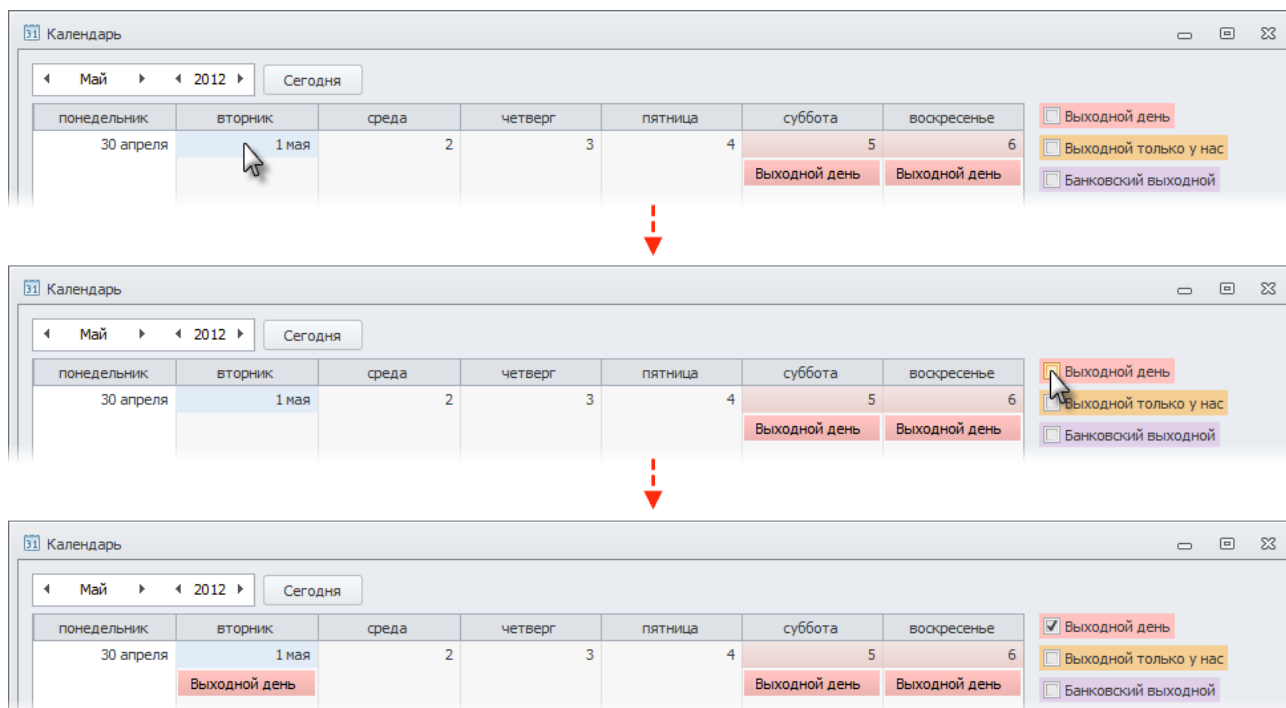 Календарь
Май 2012 Сегодня
понедельник вторник среда четверг пятница суббота воскресенье
30 апреля 1 мая 2 3 4 5 6
Выходной день Выходной день
Выходной день
Выходной только у нас
Банковский выходной
Календарь
Май 2012 Сегодня
понедельник вторник среда четверг пятница суббота воскресенье
30 апреля 1 мая 2 3 4 5 6
Выходной день Выходной день
Выходной день
Выходной только у нас
Банковский выходной
Календарь
Май 2012 Сегодня
понедельник вторник среда четверг пятница суббота воскресенье
30 апреля 1 мая 2 3 4 5 6
Выходной день Выходной день Выходной день
Выходной день
Выходной только у нас
Банковский выходной